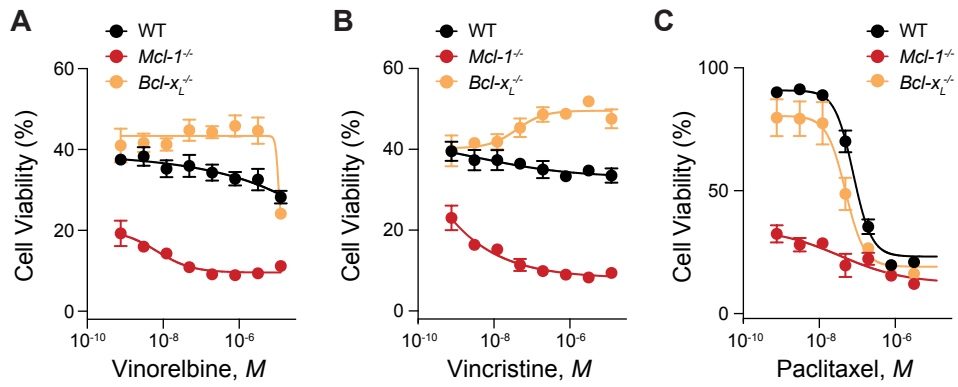 A
WT
Mcl-1-/-
Bcl-xL-/-
Cell Viability (%)
60
40
20
0
10-10
10-8
10-6
Vinorelbine, M
B
WT
Mcl-1-/-
Bcl-xL-/-
Cell Viability (%)
60
40
20
0
10-10
10-8
10-6
Vincristine, M
C
WT
Mcl-1-/-
Bcl-xL-/-
Cell Viability (%)
100
50
0
10-10
10-8
10-6
Paclitaxel, M